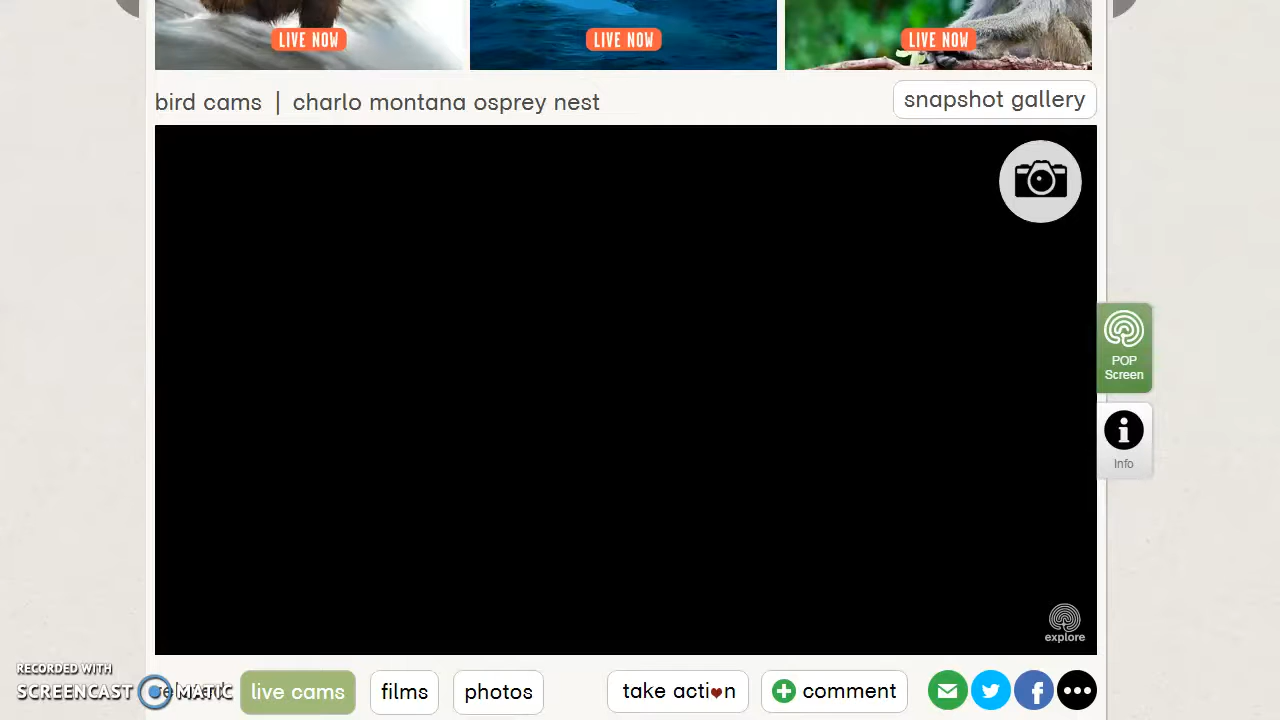 LIVE NOW
LIVE NOW
LIVE NOW
bird cams | charlo montana osprey nest
snapshot gallery
POP
Screen
Info
explore
RECORDED WITH
SCREENCAST MATIC
live cams
films
photos
take action
comment